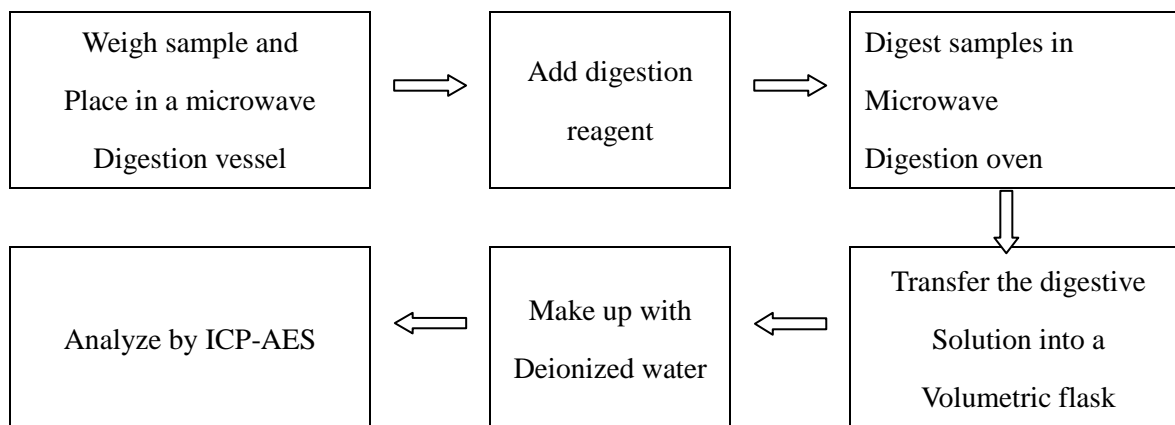 Weigh sample and
Place in a microwave
Digestion vessel
Add digestion
reagent
Digest samples in
Microwave
Digestion oven
Transfer the digestive
Solution into a
Volumetric flask
Make up with
Deionized water
Analyze by ICP-AES